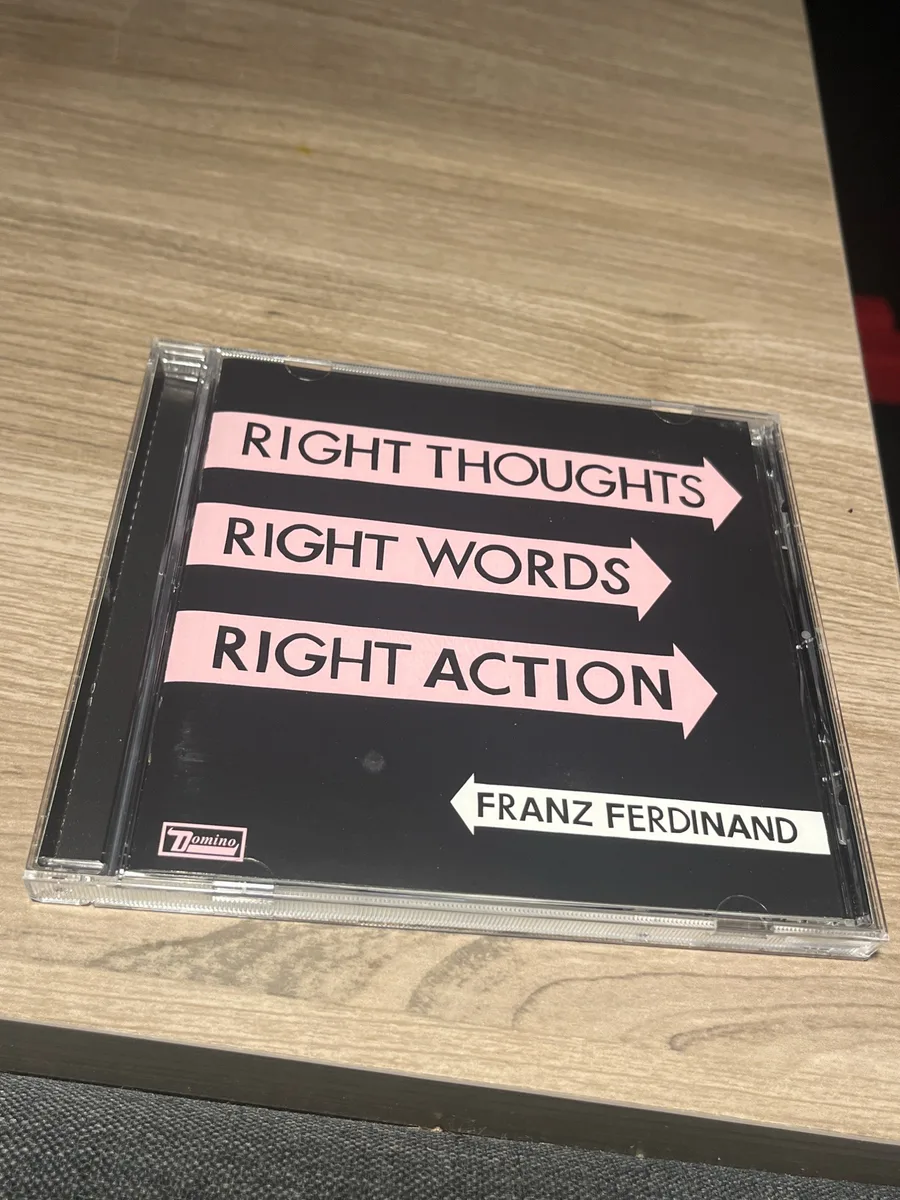 RIGHT THOUGHTS
RIGHT WORDS
RIGHT ACTION
FRANZ FERDINAND
Domino